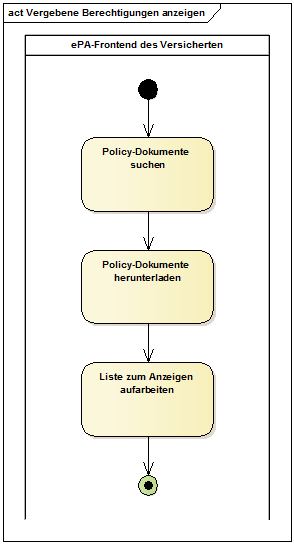 act Vergebene Berechtigungen anzeigen
ePA-Frontend des Versicherten
Policy-Dokumente
suchen
Policy-Dokumente
herunterladen
Liste zum Anzeigen
aufarbeiten